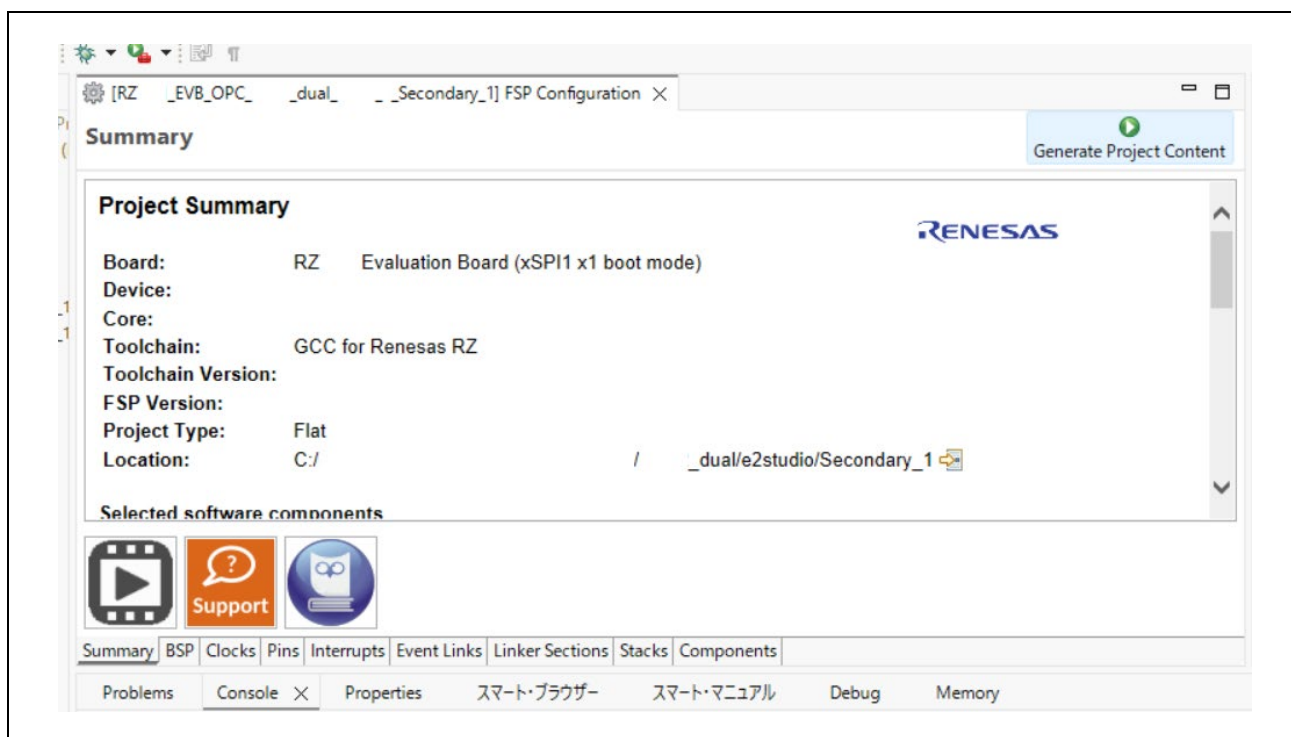 [RZ _EVB_OPC_ _dual_ _ _Secondary_1] FSP Configuration
Summary
Generate Project Content
Project Summary
RENESAS
Board: RZ Evaluation Board (xSPI1 x1 boot mode)
Device:
Core:
_1
_1
Toolchain: GCC for Renesas RZ
Toolchain Version:
FSP Version:
Project Type: Flat
Location: C:/ / _dual/e2studio/Secondary_1
Selected software components
? Support
Summary BSP Clocks Pins Interrupts Event Links Linker Sections Stacks Components
Problems Console Properties スマート・ブラウザー スマート・マニュアル Debug Memory